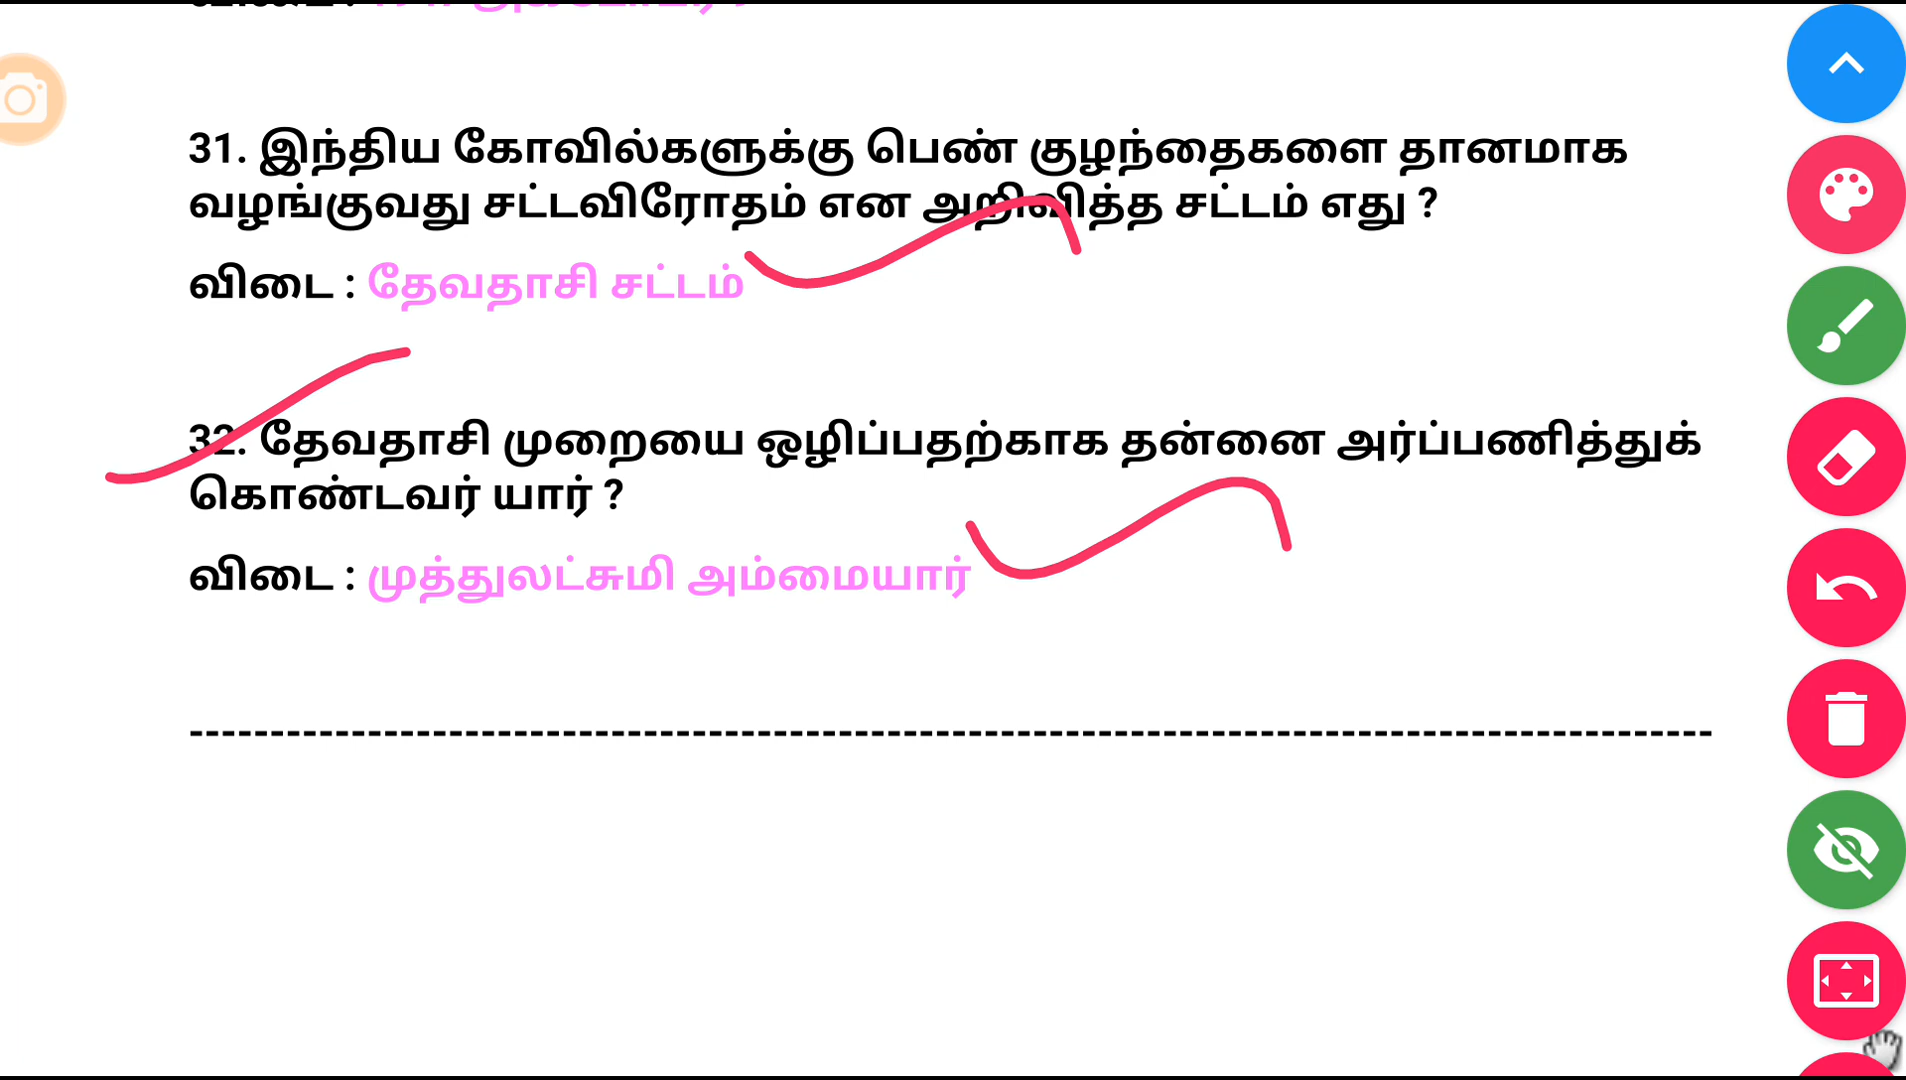 31. இந்திய கோவில்களுக்கு பெண் குழந்தைகளை தானமாக
வழங்குவது சட்டவிரோதம் என அறிவித்த சட்டம் எது ?
விடை : தேவதாசி சட்டம்
32. தேவதாசி முறையை ஒழிப்பதற்காக தன்னை அர்ப்பணித்துக்
கொண்டவர் யார் ?
விடை : முத்துலட்சுமி அம்மையார்